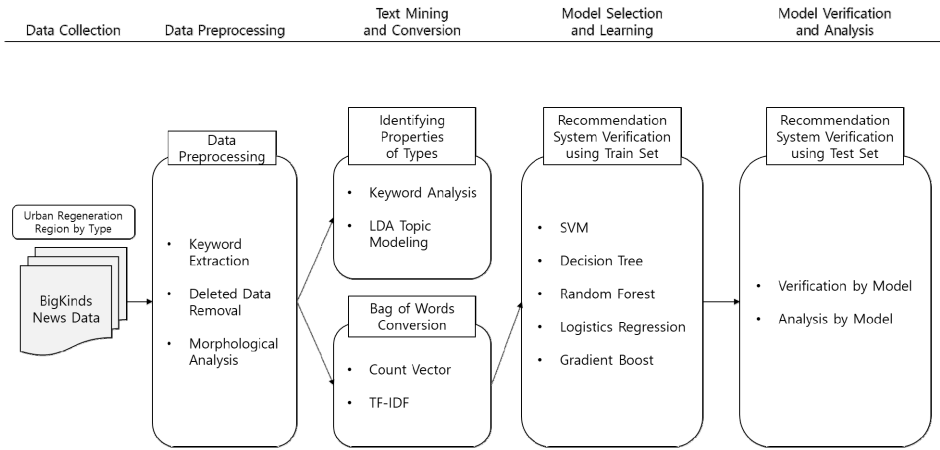 Data Collection
Data Preprocessing
Text Mining
and Conversion
Model Selection
and Learning
Model Verification
and Analysis
Urban Regeneration
Region by Type
BigKinds
News Data
Data
Preprocessing
• Keyword
Extraction
• Deleted Data
Removal
• Morphological
Analysis
Identifying
Properties
of Types
• Keyword Analysis
• LDA Topic
Modeling
Bag of Words
Conversion
• Count Vector
• TF-IDF
Recommendation
System Verification
using Train Set
• SVM
• Decision Tree
• Random Forest
• Logistics Regression
• Gradient Boost
Recommendation
System Verification
using Test Set
• Verification by Model
• Analysis by Model